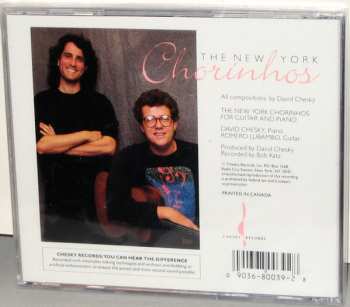 THE NEW YORK
Chorinhos
All compositions by David Chesky
THE NEW YORK CHORINHOS
FOR GUITAR AND PIANO
DAVID CHESKY, Piano
ROMERO LUBAMBO, Guitar
Produced by David Chesky
Recorded by Bob Katz
PRINTED IN CANADA
CHESKY RECORDS
CHESKY RECORDS: YOU CAN HEAR THE DIFFERENCE
0 90368-80039-2 8